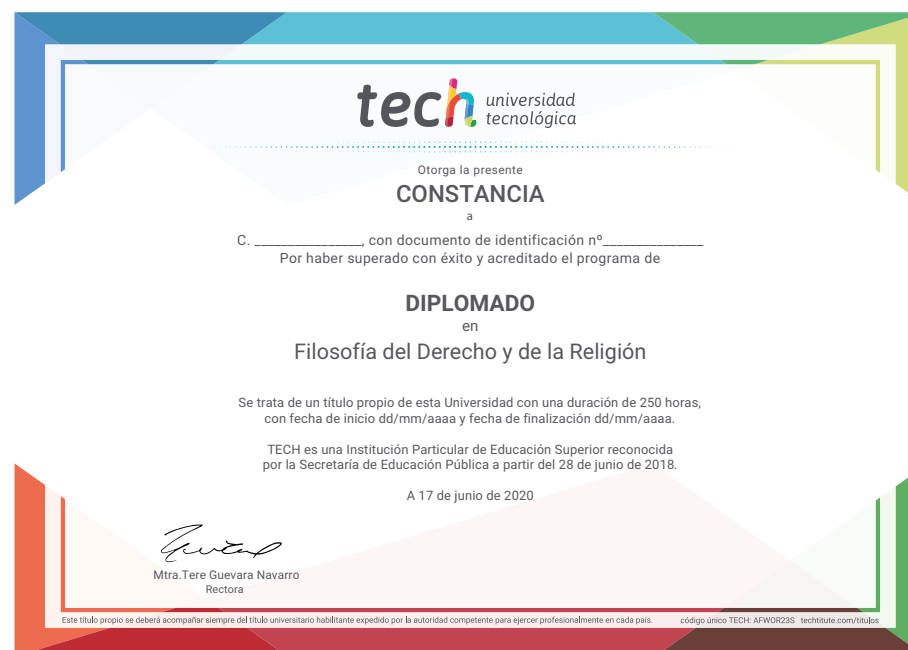 tech universidad
tecnológica
Otorga la presente
CONSTANCIA
a
C. ________________, con documento de identificación nº_______________
Por haber superado con éxito y acreditado el programa de
DIPLOMADO
en
Filosofía del Derecho y de la Religión
Se trata de un título propio de esta Universidad con una duración de 250 horas,
con fecha de inicio dd/mm/aaaa y fecha de finalización dd/mm/aaaa.
TECH es una Institución Particular de Educación Superior reconocida
por la Secretaría de Educación Pública a partir del 28 de junio de 2018.
A 17 de junio de 2020
Mtra.Tere Guevara Navarro
Rectora
Este título propio se deberá acompañar siempre del título universitario habilitante expedido por la autoridad competente para ejercer profesionalmente en cada país. código único TECH: AFWOR23S techtitute.com/titulos